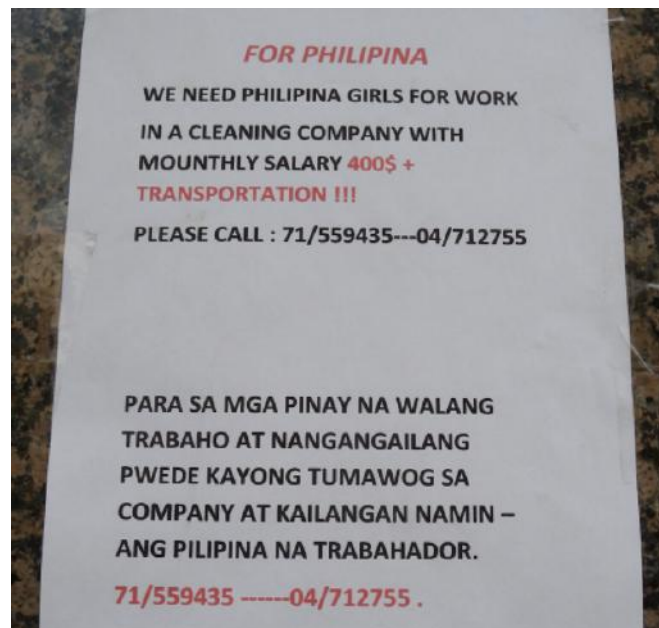 FOR PHILIPINA
WE NEED PHILIPINA GIRLS FOR WORK
IN A CLEANING COMPANY WITH
MOUNTHLY SALARY 400$ +
TRANSPORTATION !!!
PLEASE CALL : 71/559435---04/712755
PARA SA MGA PINAY NA WALANG
TRABAHO AT NANGANGAILANG
PWEDE KAYONG TUMAWOG SA
COMPANY AT KAILANGAN NAMIN –
ANG PILIPINA NA TRABAHADOR.
71/559435 ------04/712755 .